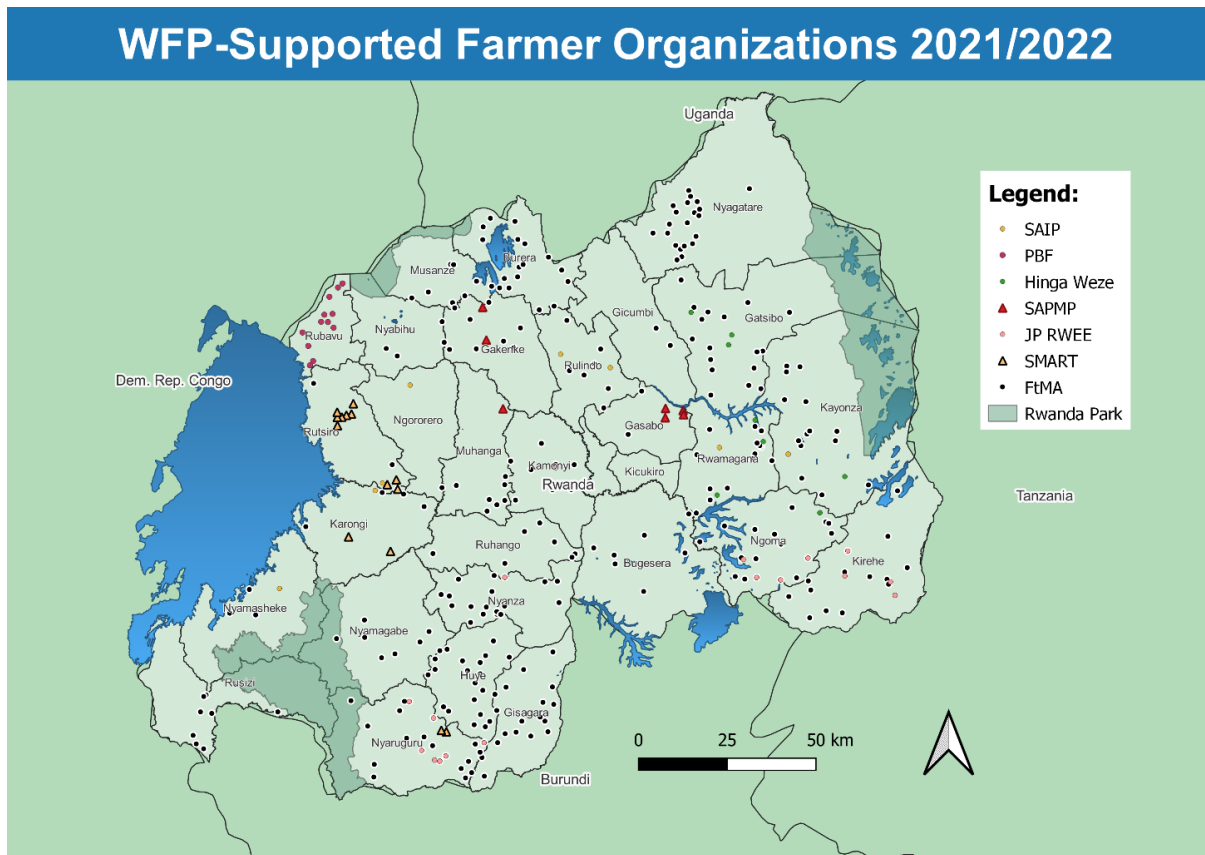 WFP-Supported Farmer Organizations 2021/2022
Uganda
Legend:
SAIP
PBF
Hinga Weze
SAPMP
JP RWEE
SMART
FtMA
Rwanda Park
Nyagatare
Burera
Musanze
Gicumbi
Gatsibo
Rubavu
Nyabihu
Gakenke
Rulindo
Dem. Rep. Congo
Kayonza
Ngororero
Rutsiro
Gasabo
Muhanga
Rwamagana
Kamonyi
Kicukiro
Rwanda
Tanzania
Karongi
Ruhango
Ngoma
Bugesera
Kirehe
Nyamasheke
Nyanza
Nyamagabe
Huye
Rusizi
Gisagara
Nyaruguru
0 25 50 km
Burundi